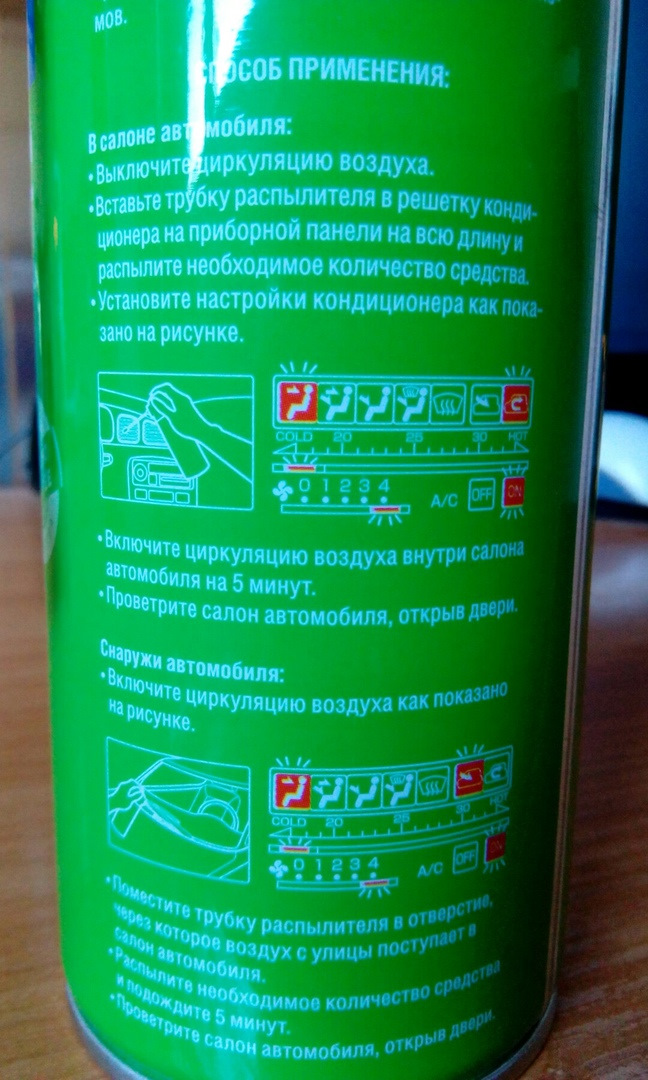 мов.
СПОСОБ ПРИМЕНЕНИЯ:
В салоне автомобиля:
• Выключите циркуляцию воздуха.
• Вставьте трубку распылителя в решетку конди-
ционера на приборной панели на всю длину и
распылите необходимое количество средства.
• Установите настройки кондиционера как пока-
зано на рисунке.
COLD 20 25 30 HOT
0 1 2 3 4 A/C OFF ON
• Включите циркуляцию воздуха внутри салона
автомобиля на 5 минут.
• Проветрите салон автомобиля, открыв двери.
Снаружи автомобиля:
• Включите циркуляцию воздуха как показано
на рисунке.
COLD 20 25 30 HOT
0 1 2 3 4 A/C OFF ON
• Поместите трубку распылителя в отверстие,
через которое воздух с улицы поступает в
салон автомобиля.
• Распылите необходимое количество средства
и подождите 5 минут.
• Проветрите салон автомобиля, открыв двери.